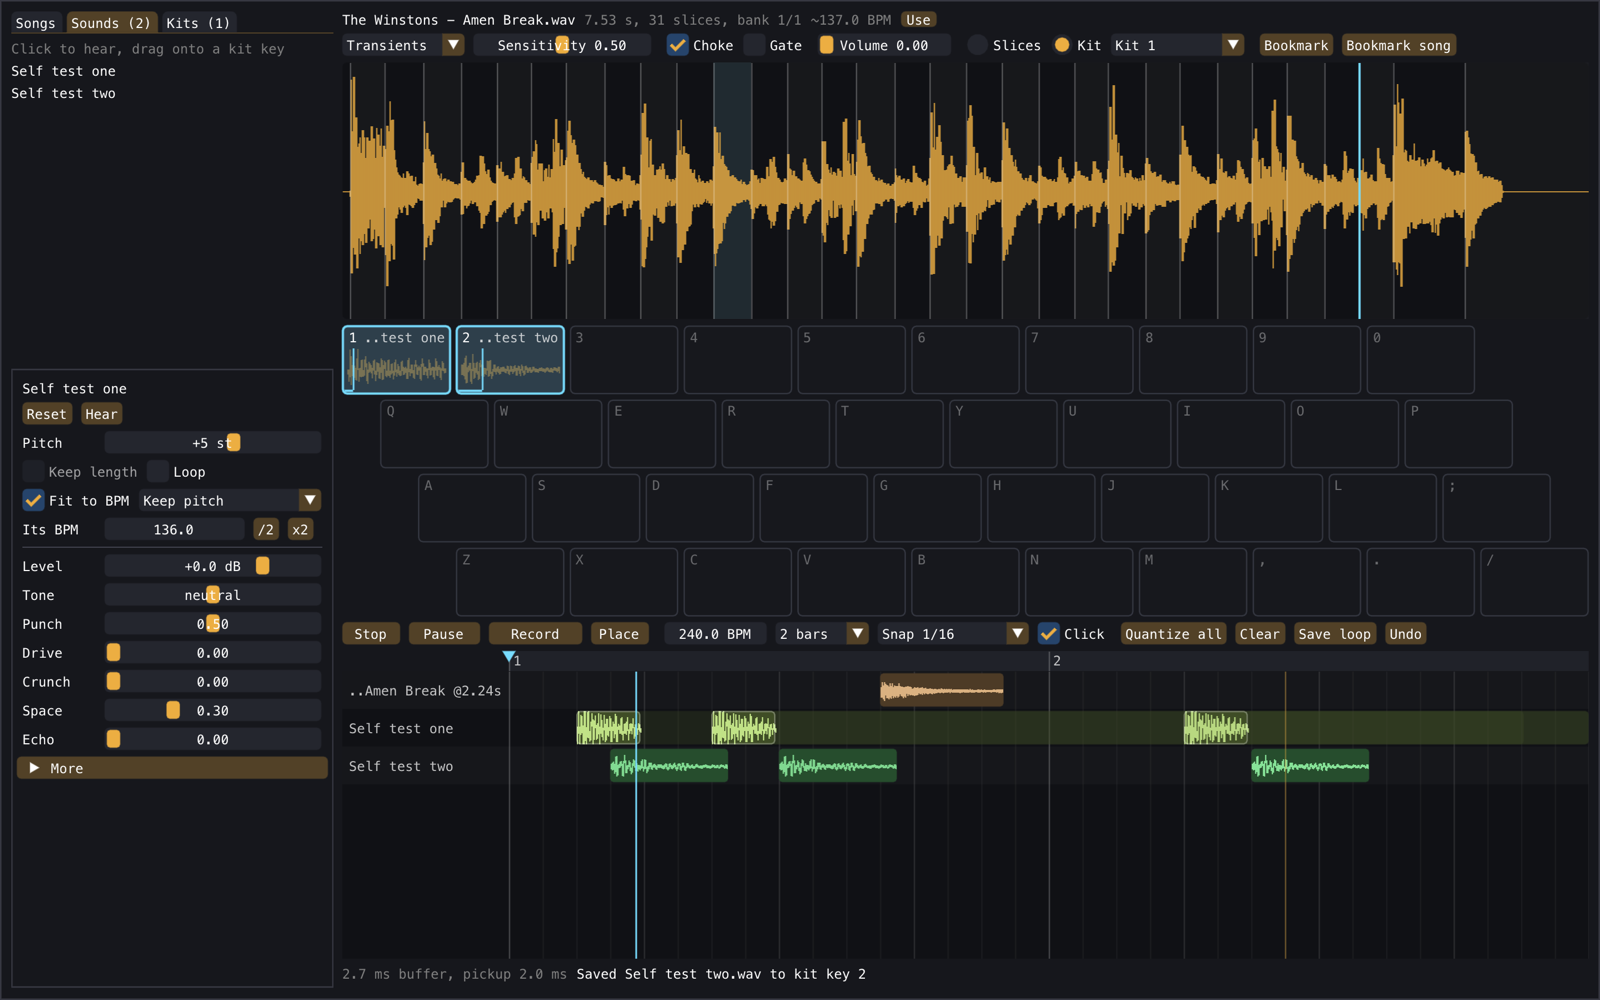 Songs Sounds (2) Kits (1)
Click to hear, drag onto a kit key
Self test one
Self test two
The Winstons – Amen Break.wav 7.53 s, 31 slices, bank 1/1 ~137.0 BPM Use
Transients Sensitivity 0.50 Choke Gate Volume 0.00 Slices Kit Kit 1 Bookmark Bookmark song
1 ..test one 2 ..test two 3 4 5 6 7 8 9 0
Q W E R T Y U I O P
A S D F G H J K L ;
Z X C V B N M , . /
Self test one
Reset Hear
Pitch +5 st
Keep length Loop
Fit to BPM Keep pitch
Its BPM 136.0 /2 x2
Level +0.0 dB
Tone neutral
Punch 0.50
Drive 0.00
Crunch 0.00
Space 0.30
Echo 0.00
More
Stop Pause Record Place 240.0 BPM 2 bars Snap 1/16 Click Quantize all Clear Save loop Undo
1 2
..Amen Break @2.24s
Self test one
Self test two
2.7 ms buffer, pickup 2.0 ms Saved Self test two.wav to kit key 2